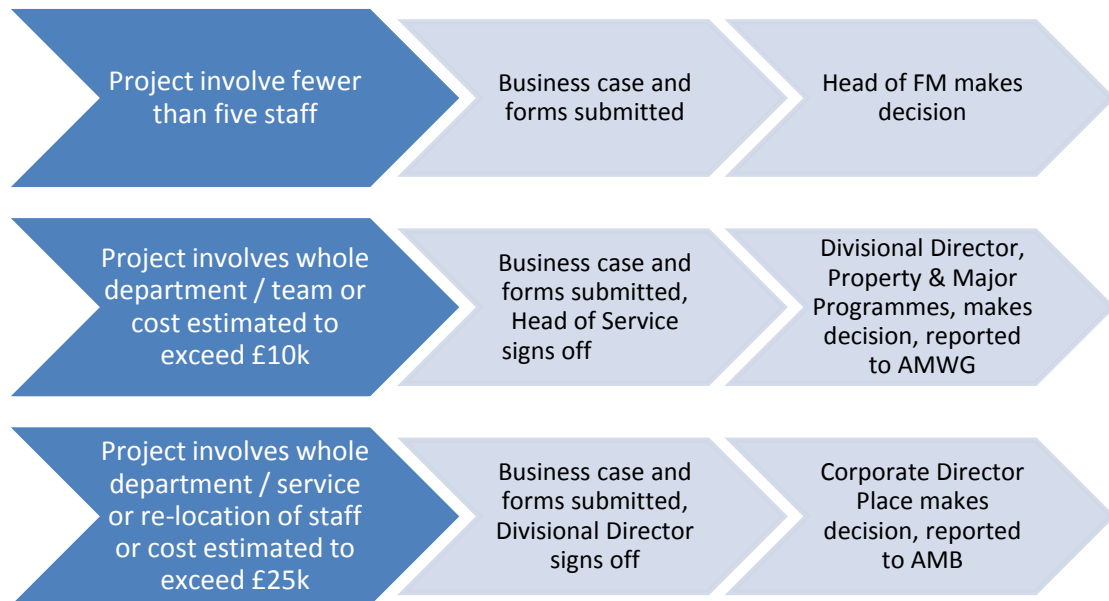 Project involve fewer
than five staff
Business case and
forms submitted
Head of FM makes
decision
Project involves whole
department / team or
cost estimated to
exceed £10k
Business case and
forms submitted,
Head of Service
signs off
Divisional Director,
Property & Major
Programmes, makes
decision, reported
to AMWG
Project involves whole
department / service
or re-location of staff
or cost estimated to
exceed £25k
Business case and
forms submitted,
Divisional Director
signs off
Corporate Director
Place makes
decision, reported
to AMB